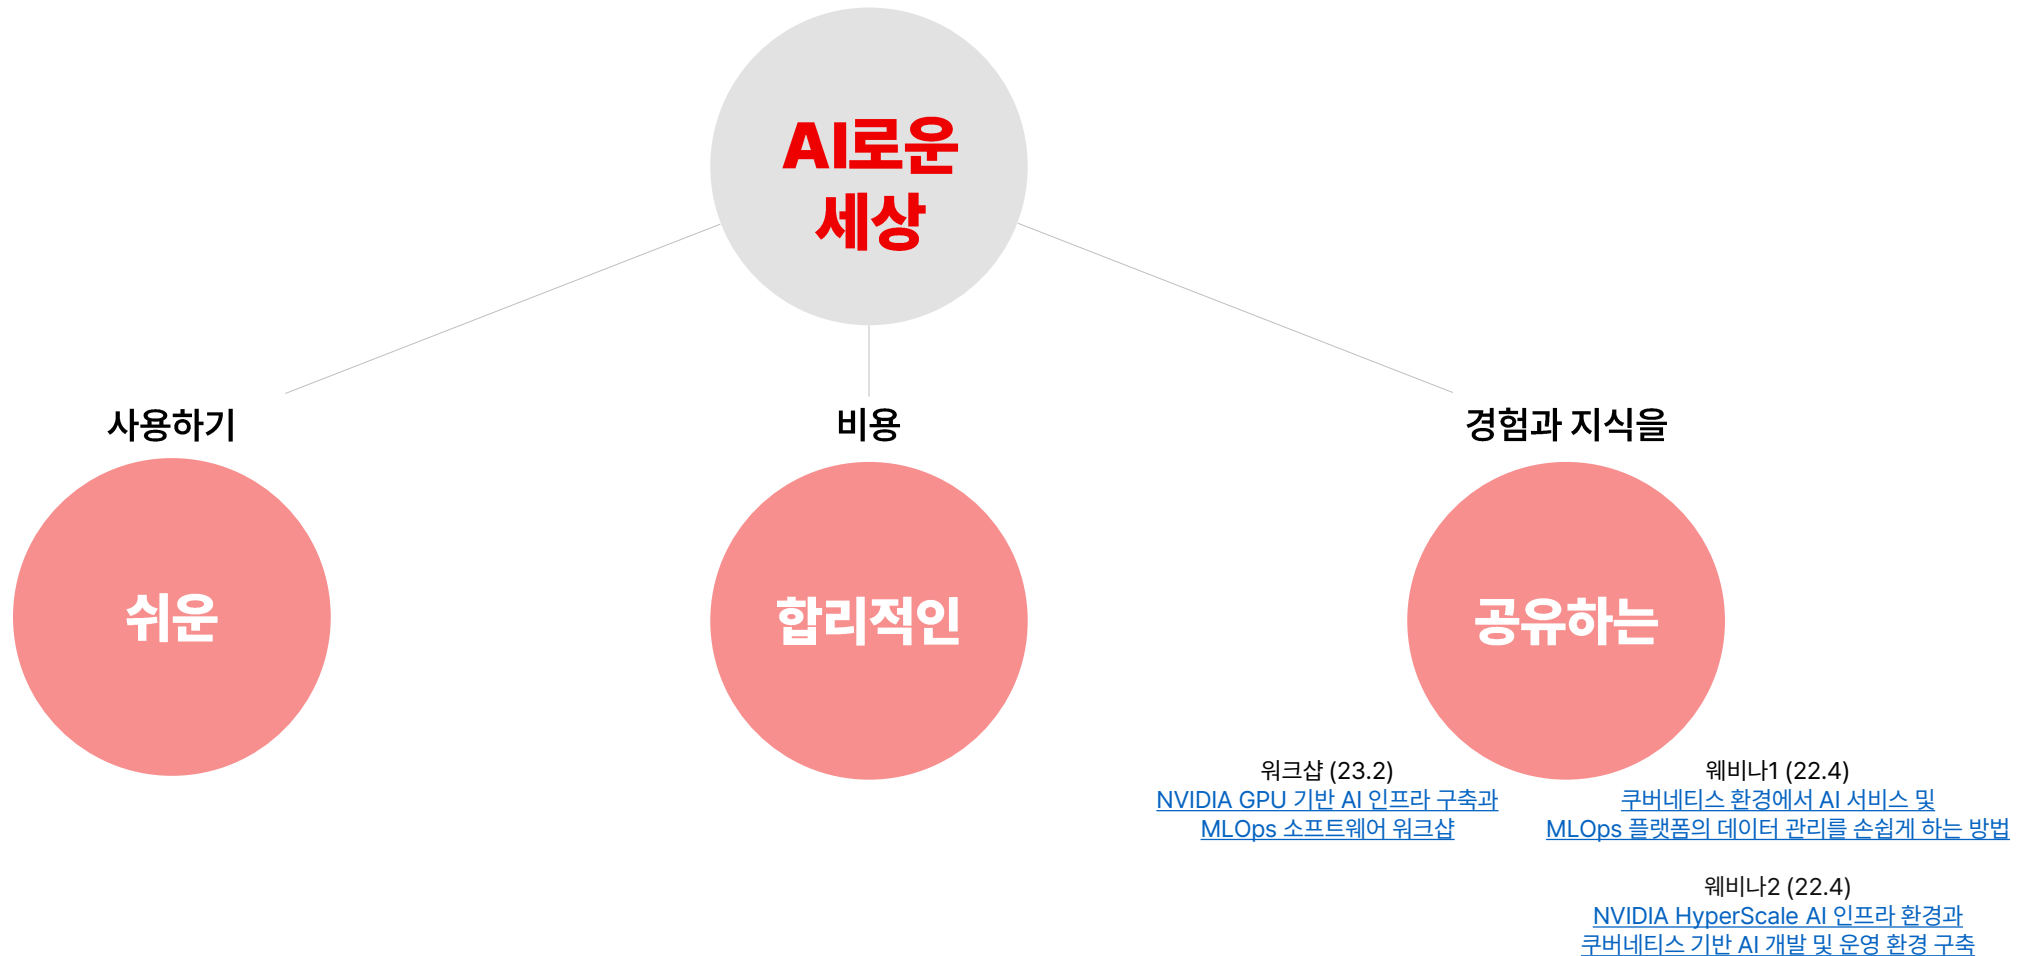 AI로운
세상
사용하기
쉬운
비용
합리적인
경험과 지식을
공유하는
워크샵 (23.2)
NVIDIA GPU 기반 AI 인프라 구축과
MLOps 소프트웨어 워크샵
웨비나1 (22.4)
쿠버네티스 환경에서 AI 서비스 및
MLOps 플랫폼의 데이터 관리를 손쉽게 하는 방법
웨비나2 (22.4)
NVIDIA HyperScale AI 인프라 환경과
쿠버네티스 기반 AI 개발 및 운영 환경 구축